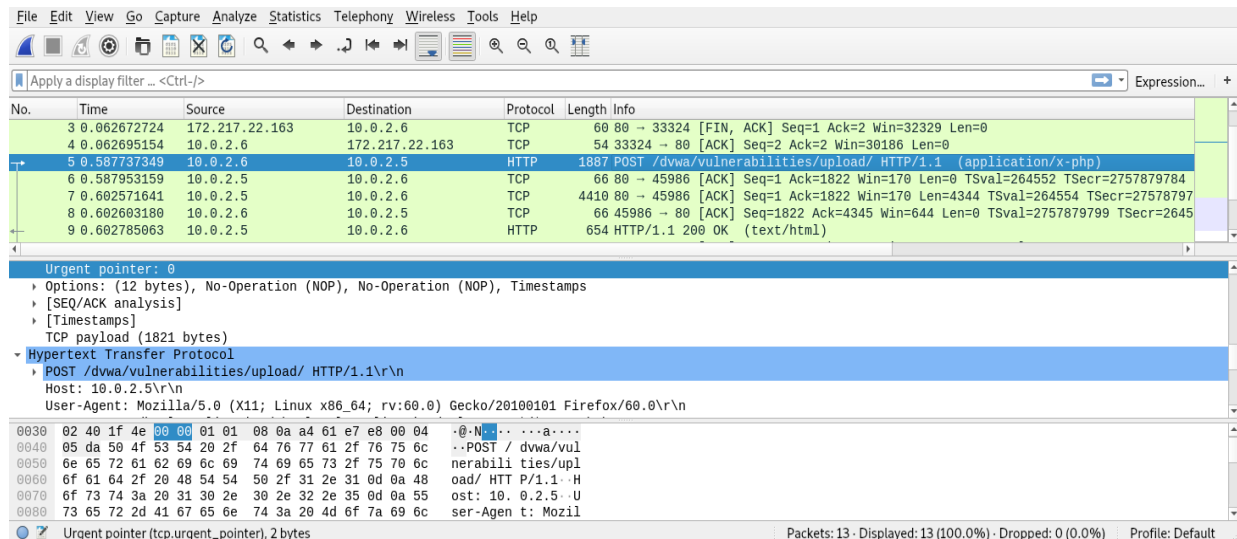 File Edit View Go Capture Analyze Statistics Telephony Wireless Tools Help
Apply a display filter ... <Ctrl-/> Expression... +
No. Time Source Destination Protocol Length Info
3 0.062672724 172.217.22.163 10.0.2.6 TCP 60 80 → 33324 [FIN, ACK] Seq=1 Ack=2 Win=32329 Len=0
4 0.062695154 10.0.2.6 172.217.22.163 TCP 54 33324 → 80 [ACK] Seq=2 Ack=2 Win=30186 Len=0
5 0.587737349 10.0.2.6 10.0.2.5 HTTP 1887 POST /dvwa/vulnerabilities/upload/ HTTP/1.1 (application/x-php)
6 0.587953159 10.0.2.5 10.0.2.6 TCP 66 80 → 45986 [ACK] Seq=1 Ack=1822 Win=170 Len=0 TSval=264552 TSecr=2757879784
7 0.602571641 10.0.2.5 10.0.2.6 TCP 4410 80 → 45986 [ACK] Seq=1 Ack=1822 Win=170 Len=4344 TSval=264554 TSecr=27578797
8 0.602603180 10.0.2.6 10.0.2.5 TCP 66 45986 → 80 [ACK] Seq=1822 Ack=4345 Win=644 Len=0 TSval=2757879799 TSecr=2645
9 0.602785063 10.0.2.5 10.0.2.6 HTTP 654 HTTP/1.1 200 OK (text/html)
Urgent pointer: 0
Options: (12 bytes), No-Operation (NOP), No-Operation (NOP), Timestamps
[SEQ/ACK analysis]
[Timestamps]
TCP payload (1821 bytes)
Hypertext Transfer Protocol
POST /dvwa/vulnerabilities/upload/ HTTP/1.1\r\n
Host: 10.0.2.5\r\n
User-Agent: Mozilla/5.0 (X11; Linux x86_64; rv:60.0) Gecko/20100101 Firefox/60.0\r\n
0030 02 40 1f 4e 00 00 01 01 08 0a a4 61 e7 e8 00 04 ·@·N···· ···a····
0040 05 da 50 4f 53 54 20 2f 64 76 77 61 2f 76 75 6c ··POST / dvwa/vul
0050 6e 65 72 61 62 69 6c 69 74 69 65 73 2f 75 70 6c nerabili ties/upl
0060 6f 61 64 2f 20 48 54 54 50 2f 31 2e 31 0d 0a 48 oad/ HTT P/1.1··H
0070 6f 73 74 3a 20 31 30 2e 30 2e 32 2e 35 0d 0a 55 ost: 10. 0.2.5··U
0080 73 65 72 2d 41 67 65 6e 74 3a 20 4d 6f 7a 69 6c ser-Agen t: Mozil
Urgent pointer (tcp.urgent_pointer), 2 bytes Packets: 13 · Displayed: 13 (100.0%) · Dropped: 0 (0.0%) Profile: Default